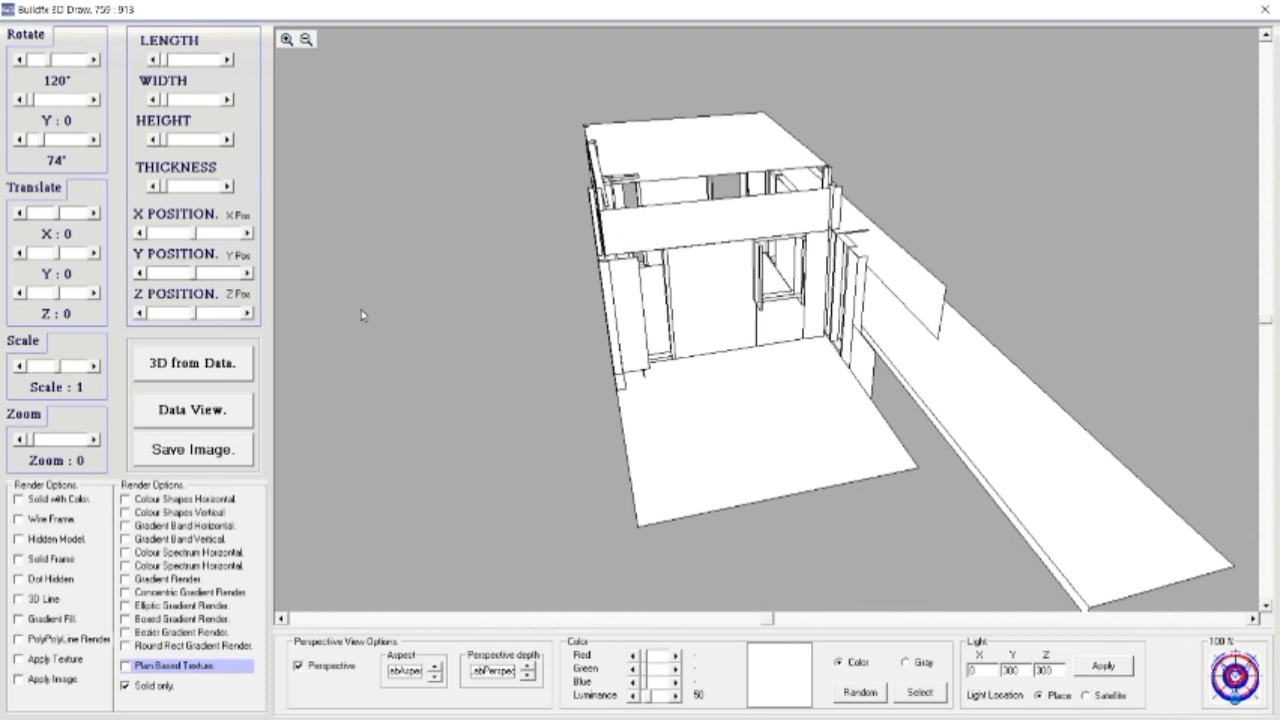 Buildfx 3D Draw. 759 : 913
Rotate
120°
Y : 0
74°
Translate
X : 0
Y : 0
Z : 0
Scale
Scale : 1
Zoom
Zoom : 0
LENGTH
WIDTH
HEIGHT
THICKNESS
X POSITION. X Pos
Y POSITION. Y Pos
Z POSITION. Z Pos
3D from Data.
Data View.
Save Image.
Render Options.
Solid with Color.
Wire Frame.
Hidden Model.
Solid Frame
Dot Hidden
3D Line
Gradient Fill.
PolyPolyLine Render
Apply Texture
Apply Image.
Render Options.
Colour Shapes Horizontal
Colour Shapes Vertical
Gradient Band Horizontal.
Gradient Band Vertical.
Colour Spectrum Horizontal.
Colour Spectrum Horizontal.
Gradient Render
Concentric Gradient Render
Elliptic Gradient Render.
Boxed Gradient Render.
Bezier Gradient Render.
Round Rect Gradient Render.
Plan Based Texture.
Solid only.
Perspective View Options.
Perspective
Aspect
Perspective depth
Color
Red
Green
Blue
Luminance 50
Color
Gray
Random
Select
Light
X Y Z
0 300 300
Apply
Light Location Place Satellite
100 %